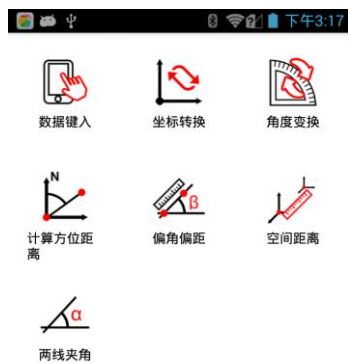 下午3:17
数据键入
坐标转换
角度变换
N
β
计算方位距
离
偏角偏距
空间距离
α
两线夹角